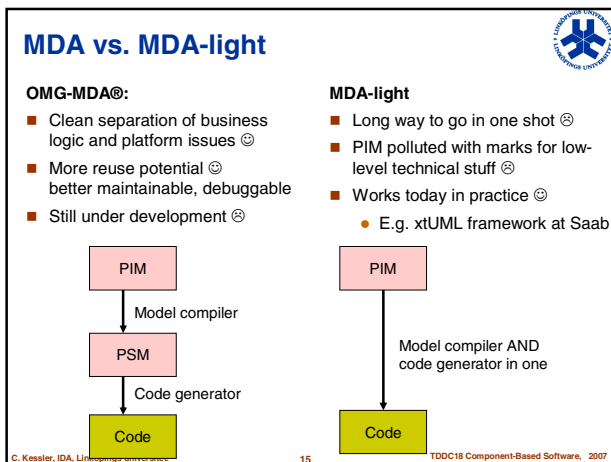 MDA vs. MDA-light
LINKÖPINGS UNIVERSITET
OMG-MDA®:
■ Clean separation of business
logic and platform issues ☺
■ More reuse potential ☺
better maintainable, debuggable
■ Still under development ☹
PIM
Model compiler
PSM
Code generator
Code
MDA-light
■ Long way to go in one shot ☹
■ PIM polluted with marks for low-
level technical stuff ☹
■ Works today in practice ☺
● E.g. xtUML framework at Saab
PIM
Model compiler AND
code generator in one
Code
C. Kessler, IDA, Linköpings universitet
15
TDDC18 Component-Based Software, 2007